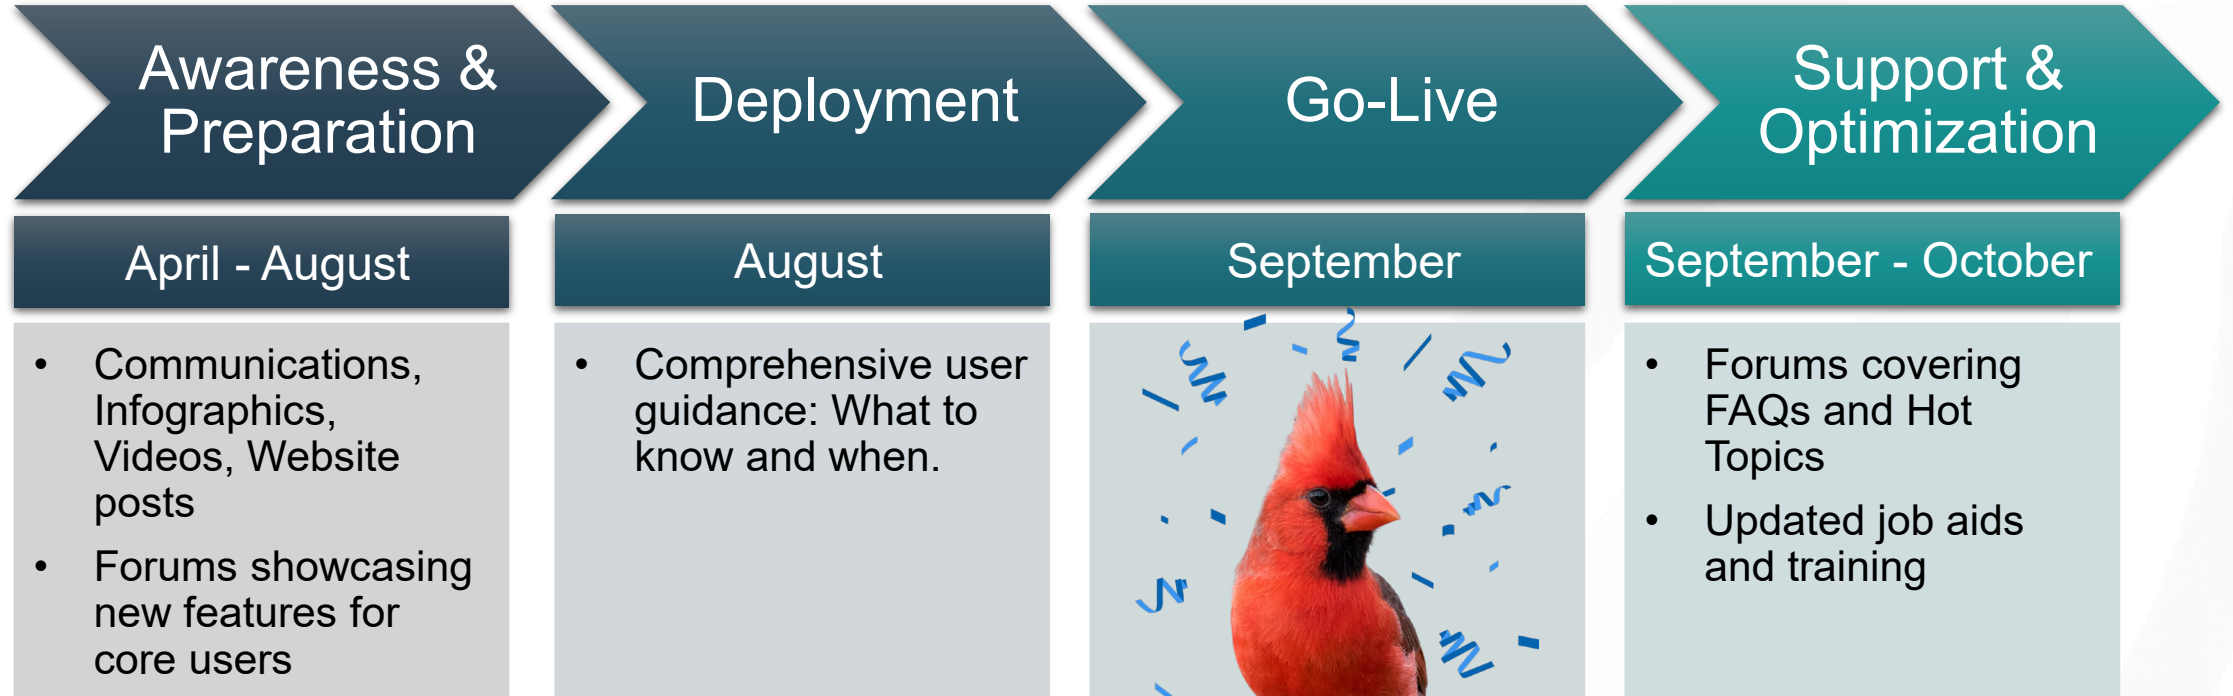 Awareness &
Preparation
Deployment
Go-Live
Support &
Optimization
April - August
August
September
September - October
• Communications,
Infographics,
Videos, Website
posts
• Forums showcasing
new features for
core users
• Comprehensive user
guidance: What to
know and when.
• Forums covering
FAQs and Hot
Topics
• Updated job aids
and training